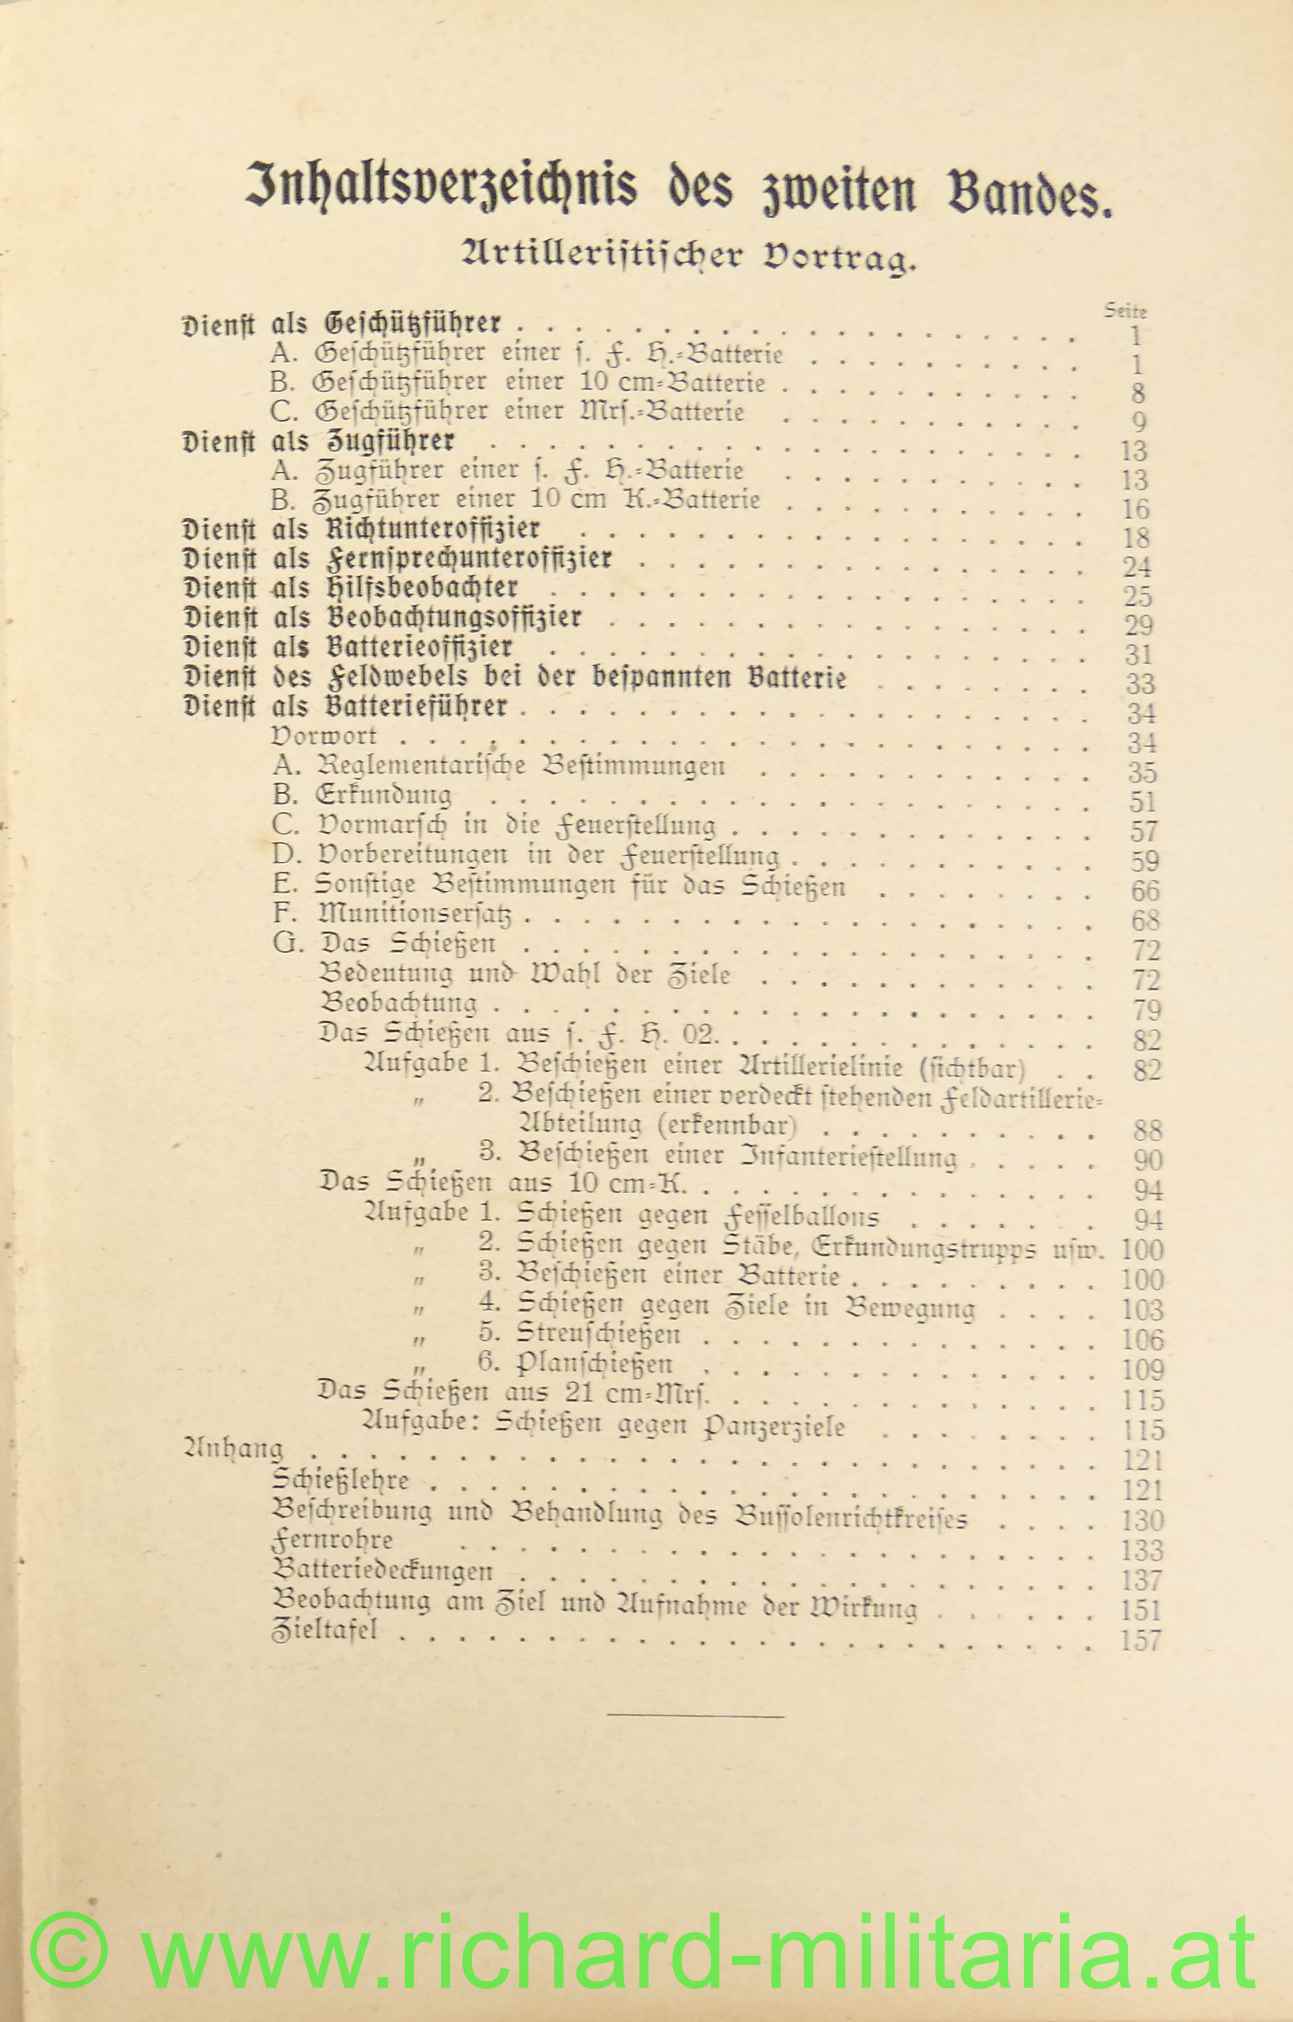 Inhaltsverzeichnis des zweiten Bandes.
Artilleristischer Vortrag.
Seite
Dienst als Geschützführer . . . . . . . . . . . . . . . . . . . . 1
A. Geschützführer einer s. F. H.-Batterie . . . . . . . . . . 1
B. Geschützführer einer 10 cm-Batterie . . . . . . . . . . . 8
C. Geschützführer einer Mrs.-Batterie . . . . . . . . . . . 9
Dienst als Zugführer . . . . . . . . . . . . . . . . . . . . . 13
A. Zugführer einer s. F. H.-Batterie . . . . . . . . . . . 13
B. Zugführer einer 10 cm K.-Batterie . . . . . . . . . . . 16
Dienst als Richtunteroffizier . . . . . . . . . . . . . . . . . . 18
Dienst als Fernsprechunteroffizier . . . . . . . . . . . . . . . . 24
Dienst als Hilfsbeobachter . . . . . . . . . . . . . . . . . . . 25
Dienst als Beobachtungsoffizier . . . . . . . . . . . . . . . . . 29
Dienst als Batterieoffizier . . . . . . . . . . . . . . . . . . . 31
Dienst des Feldwebels bei der bespannten Batterie . . . . . . . . 33
Dienst als Batterieführer . . . . . . . . . . . . . . . . . . . . 34
Vorwort . . . . . . . . . . . . . . . . . . . . . . . . 34
A. Reglementarische Bestimmungen . . . . . . . . . . . . 35
B. Erkundung . . . . . . . . . . . . . . . . . . . . . 51
C. Vormarsch in die Feuerstellung . . . . . . . . . . . . . 57
D. Vorbereitungen in der Feuerstellung . . . . . . . . . . . 59
E. Sonstige Bestimmungen für das Schießen . . . . . . . . 66
F. Munitionsersatz . . . . . . . . . . . . . . . . . . . . 68
G. Das Schießen . . . . . . . . . . . . . . . . . . . . 72
Bedeutung und Wahl der Ziele . . . . . . . . . . . . 72
Beobachtung . . . . . . . . . . . . . . . . . . . . . 79
Das Schießen aus s. F. H. 02. . . . . . . . . . . . . . 82
Aufgabe 1. Beschießen einer Artillerielinie (sichtbar) . . 82
„ 2. Beschießen einer verdeckt stehenden Feldartillerie-
Abteilung (erkennbar) . . . . . . . . . . 88
„ 3. Beschießen einer Infanteriestellung . . . . . 90
Das Schießen aus 10 cm-K. . . . . . . . . . . . . . . 94
Aufgabe 1. Schießen gegen Fesselballons . . . . . . . 94
„ 2. Schießen gegen Stäbe, Erkundungstrupps usw. 100
„ 3. Beschießen einer Batterie . . . . . . . . . 100
„ 4. Schießen gegen Ziele in Bewegung . . . . 103
„ 5. Streuschießen . . . . . . . . . . . . . . 106
„ 6. Planschießen . . . . . . . . . . . . . . 109
Das Schießen aus 21 cm-Mrs. . . . . . . . . . . . . . 115
Aufgabe: Schießen gegen Panzerziele . . . . . . . . 115
Anhang . . . . . . . . . . . . . . . . . . . . . . . . . . . 121
Schießlehre . . . . . . . . . . . . . . . . . . . . . . . 121
Beschreibung und Behandlung des Bussolenrichtkreises . . . . 130
Fernrohre . . . . . . . . . . . . . . . . . . . . . . 133
Batteriedeckungen . . . . . . . . . . . . . . . . . . . . 137
Beobachtung am Ziel und Aufnahme der Wirkung . . . . . . 151
Zieltafel . . . . . . . . . . . . . . . . . . . . . . . . 157
© www.richard-militaria.at